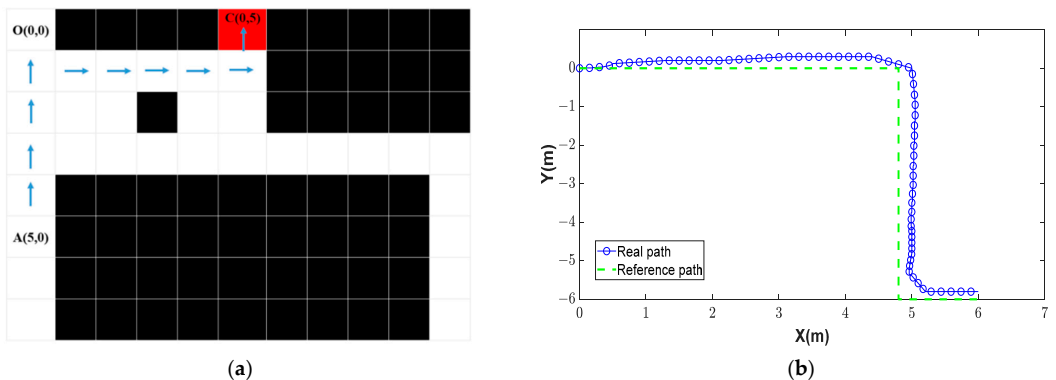 O(0,0)
C(0,5)
A(5,0)
(a)
Y(m)
0
−1
−2
−3
−4
−5
−6
Real path
Reference path
0 1 2 3 4 5 6 7
X(m)
(b)